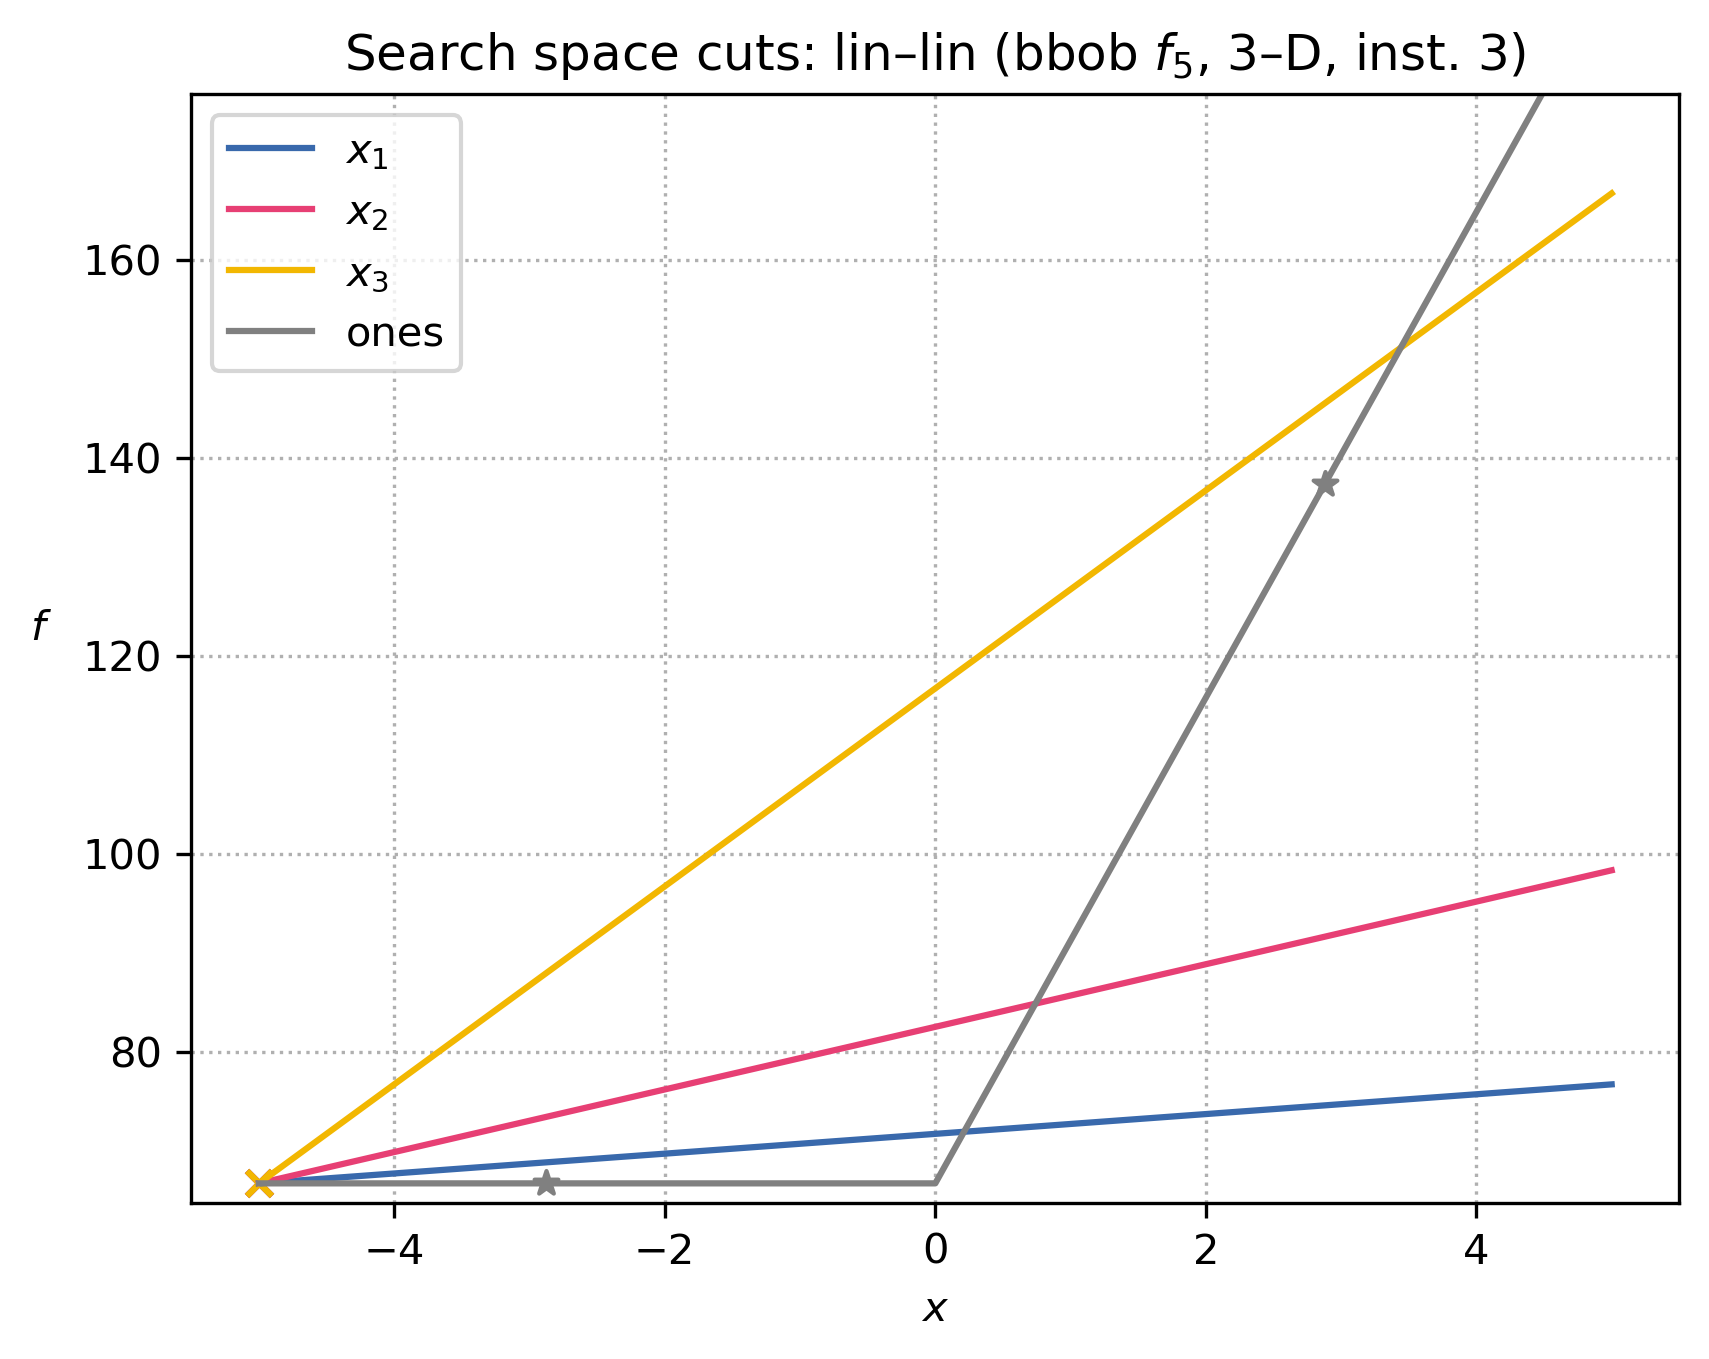 Search space cuts: lin–lin (bbob f₅, 3–D, inst. 3)
x₁
x₂
x₃
ones
160
140
120
100
80
f
−4 −2 0 2 4
x